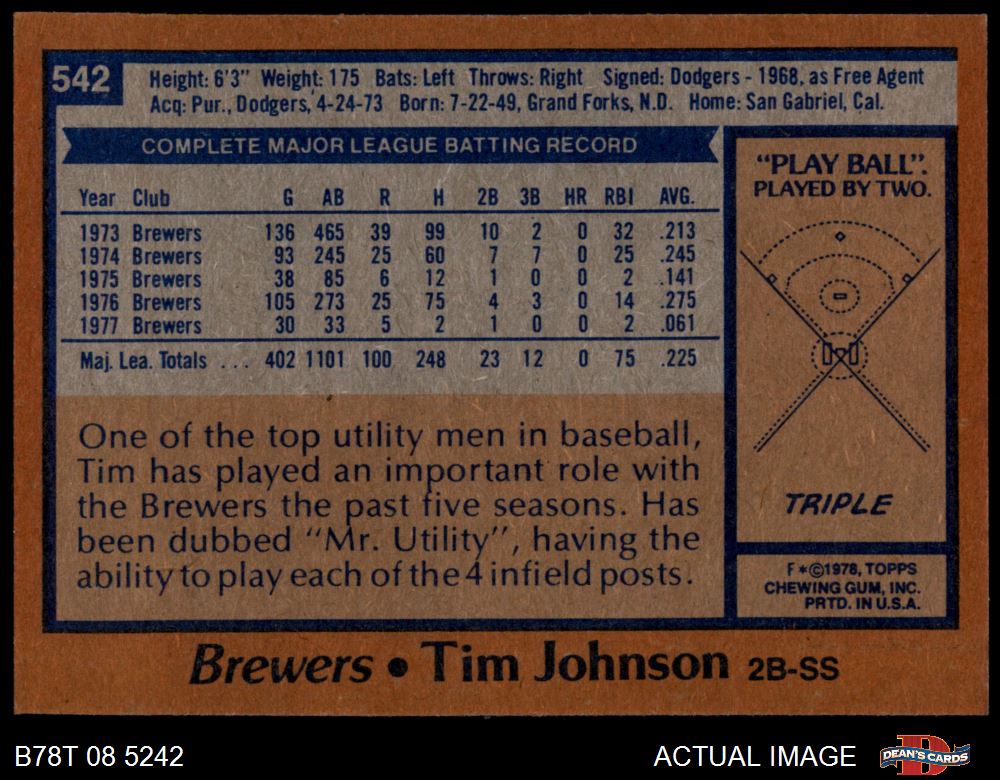 542
Height: 6'3" Weight: 175 Bats: Left Throws: Right Signed: Dodgers - 1968, as Free Agent
Acq: Pur., Dodgers, 4-24-73 Born: 7-22-49, Grand Forks, N.D. Home: San Gabriel, Cal.
COMPLETE MAJOR LEAGUE BATTING RECORD
Year Club G AB R H 2B 3B HR RBI AVG.
1973 Brewers 136 465 39 99 10 2 0 32 .213
1974 Brewers 93 245 25 60 7 7 0 25 .245
1975 Brewers 38 85 6 12 1 0 0 2 .141
1976 Brewers 105 273 25 75 4 3 0 14 .275
1977 Brewers 30 33 5 2 1 0 0 2 .061
Maj. Lea. Totals ... 402 1101 100 248 23 12 0 75 .225
One of the top utility men in baseball,
Tim has played an important role with
the Brewers the past five seasons. Has
been dubbed "Mr. Utility", having the
ability to play each of the 4 infield posts.
"PLAY BALL".
PLAYED BY TWO.
TRIPLE
F*©1978, TOPPS
CHEWING GUM, INC.
PRTD. IN U.S.A.
Brewers • Tim Johnson 2B-SS
B78T 08 5242
ACTUAL IMAGE
DEAN'S CARDS